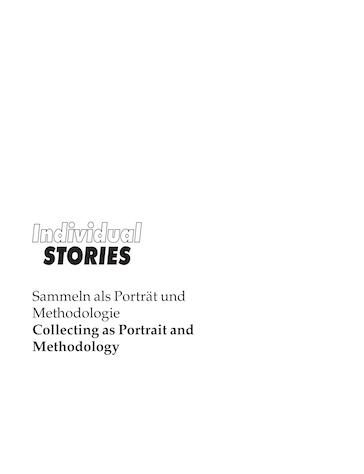 Individual
STORIES
Sammeln als Porträt und
Methodologie
Collecting as Portrait and
Methodology